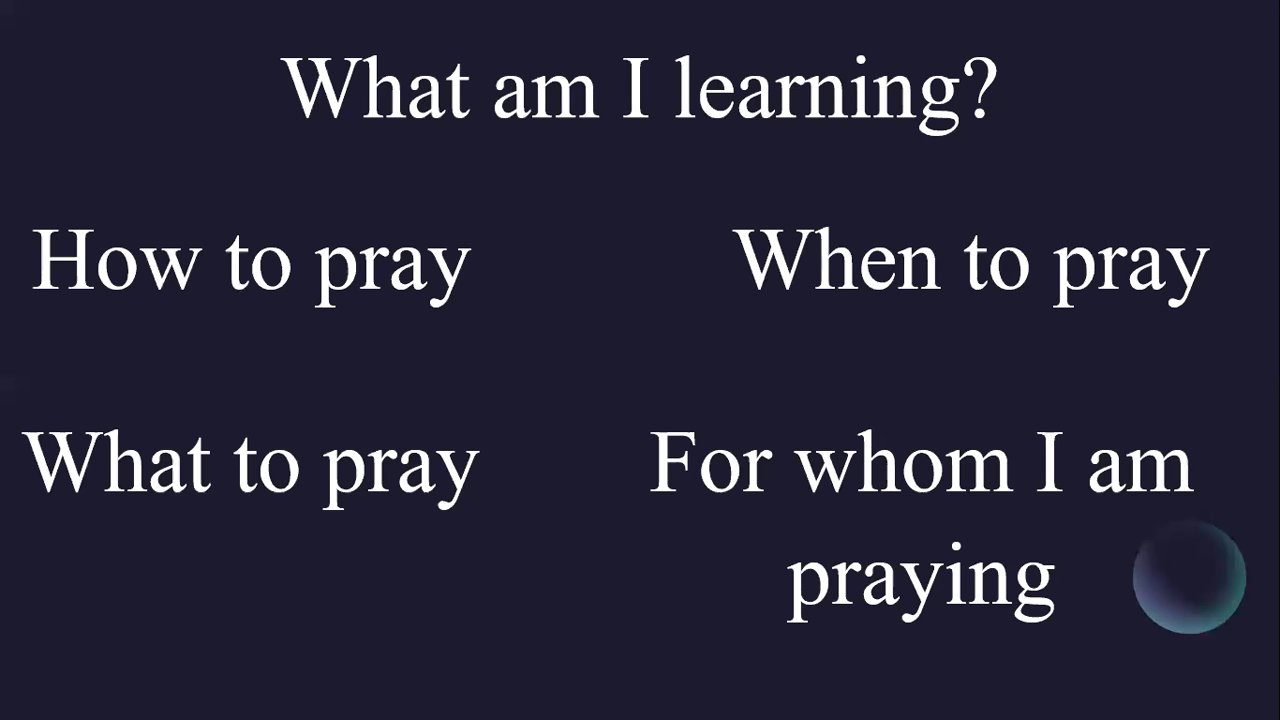 What am I learning?
How to pray
When to pray
What to pray
For whom I am
praying